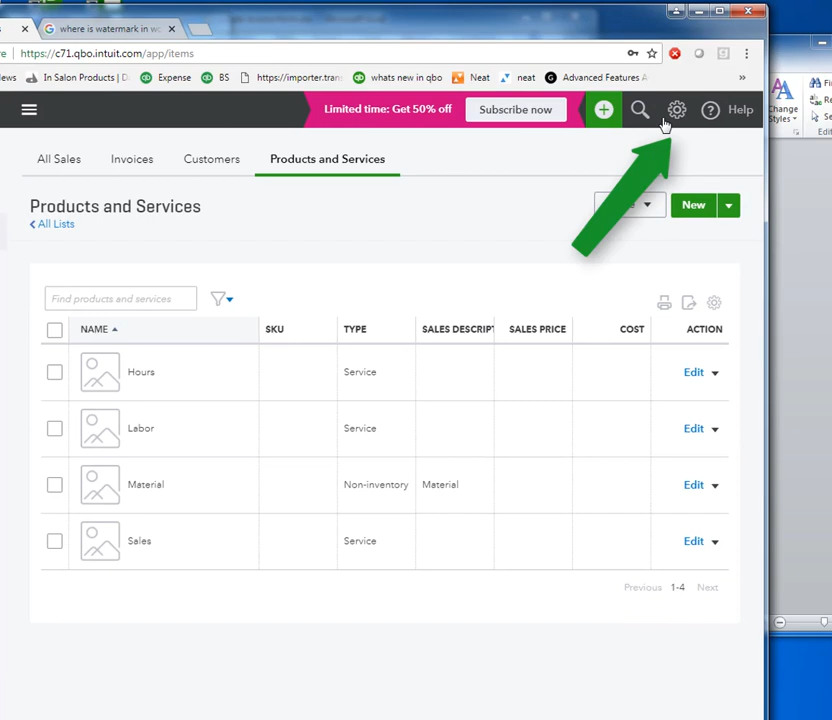 where is watermark in wo
https://c71.qbo.intuit.com/app/items
In Salon Products | D
Expense
BS
https://importer.tran
whats new in qbo
Neat
neat
Advanced Features A
»
Limited time: Get 50% off
Subscribe now
Help
All Sales
Invoices
Customers
Products and Services
Products and Services
All Lists
New
Find products and services
NAME
SKU
TYPE
SALES DESCRIPT
SALES PRICE
COST
ACTION
Hours
Service
Edit
Labor
Service
Edit
Material
Non-inventory
Material
Edit
Sales
Service
Edit
Previous
1-4
Next
Change
Styles